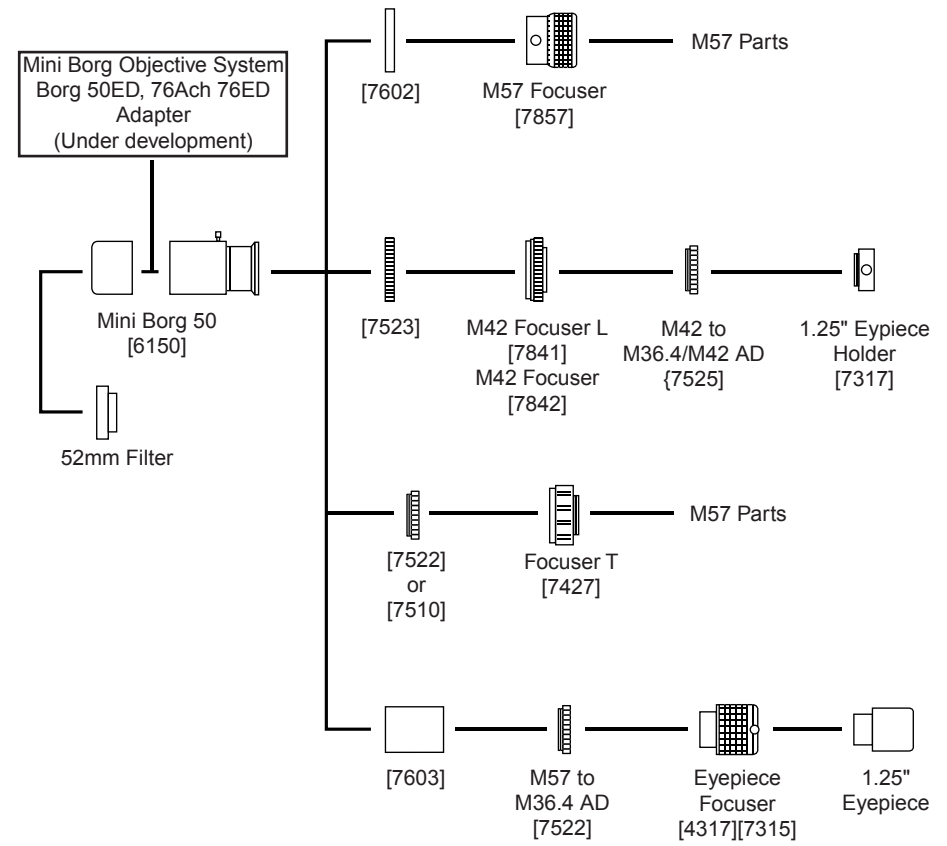 Mini Borg Objective System
Borg 50ED, 76Ach 76ED
Adapter
(Under development)
[7602]
M57 Focuser
[7857]
M57 Parts
Mini Borg 50
[6150]
52mm Filter
[7523]
M42 Focuser L
[7841]
M42 Focuser
[7842]
M42 to
M36.4/M42 AD
{7525]
1.25" Eypiece
Holder
[7317]
[7522]
or
[7510]
Focuser T
[7427]
M57 Parts
[7603]
M57 to
M36.4 AD
[7522]
Eyepiece
Focuser
[4317][7315]
1.25"
Eyepiece